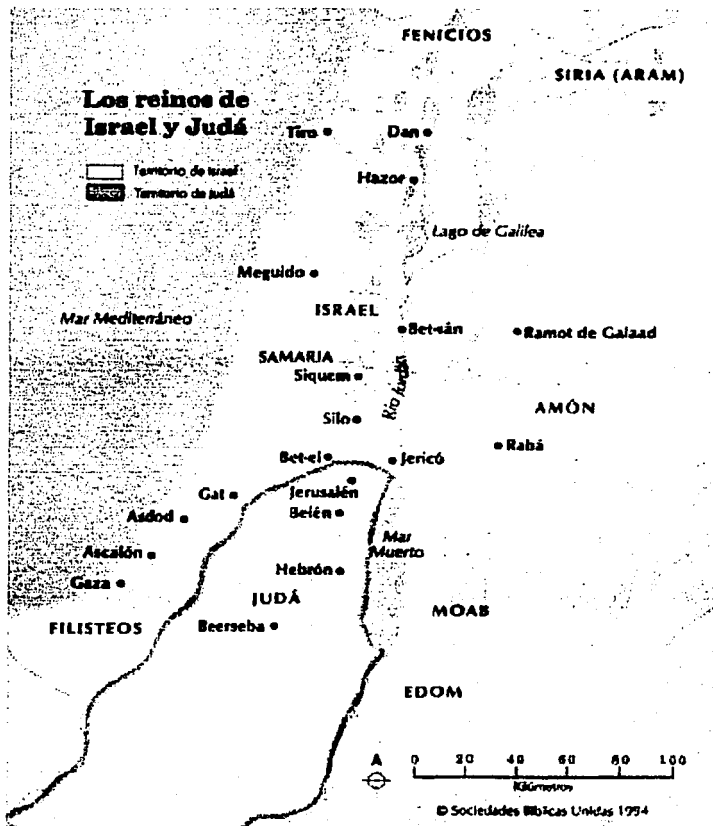 FENICIOS
SIRIA (ARAM)
Los reinos de
Israel y Judá
Territorio de Israel
Territorio de Judá
Tiro
Dan
Hazor
Lago de Galilea
Meguido
ISRAEL
Mar Mediterráneo
Bet-sán
Ramot de Galaad
SAMARIA
Siquem
Río Jordán
AMÓN
Silo
Rabá
Bet-el
Jericó
Jerusalén
Gat
Belén
Asdod
Mar
Muerto
Ascalón
Hebrón
Gaza
JUDÁ
MOAB
FILISTEOS
Beerseba
EDOM
A
0 20 40 60 80 100
Kilómetros
© Sociedades Bíblicas Unidas 1994